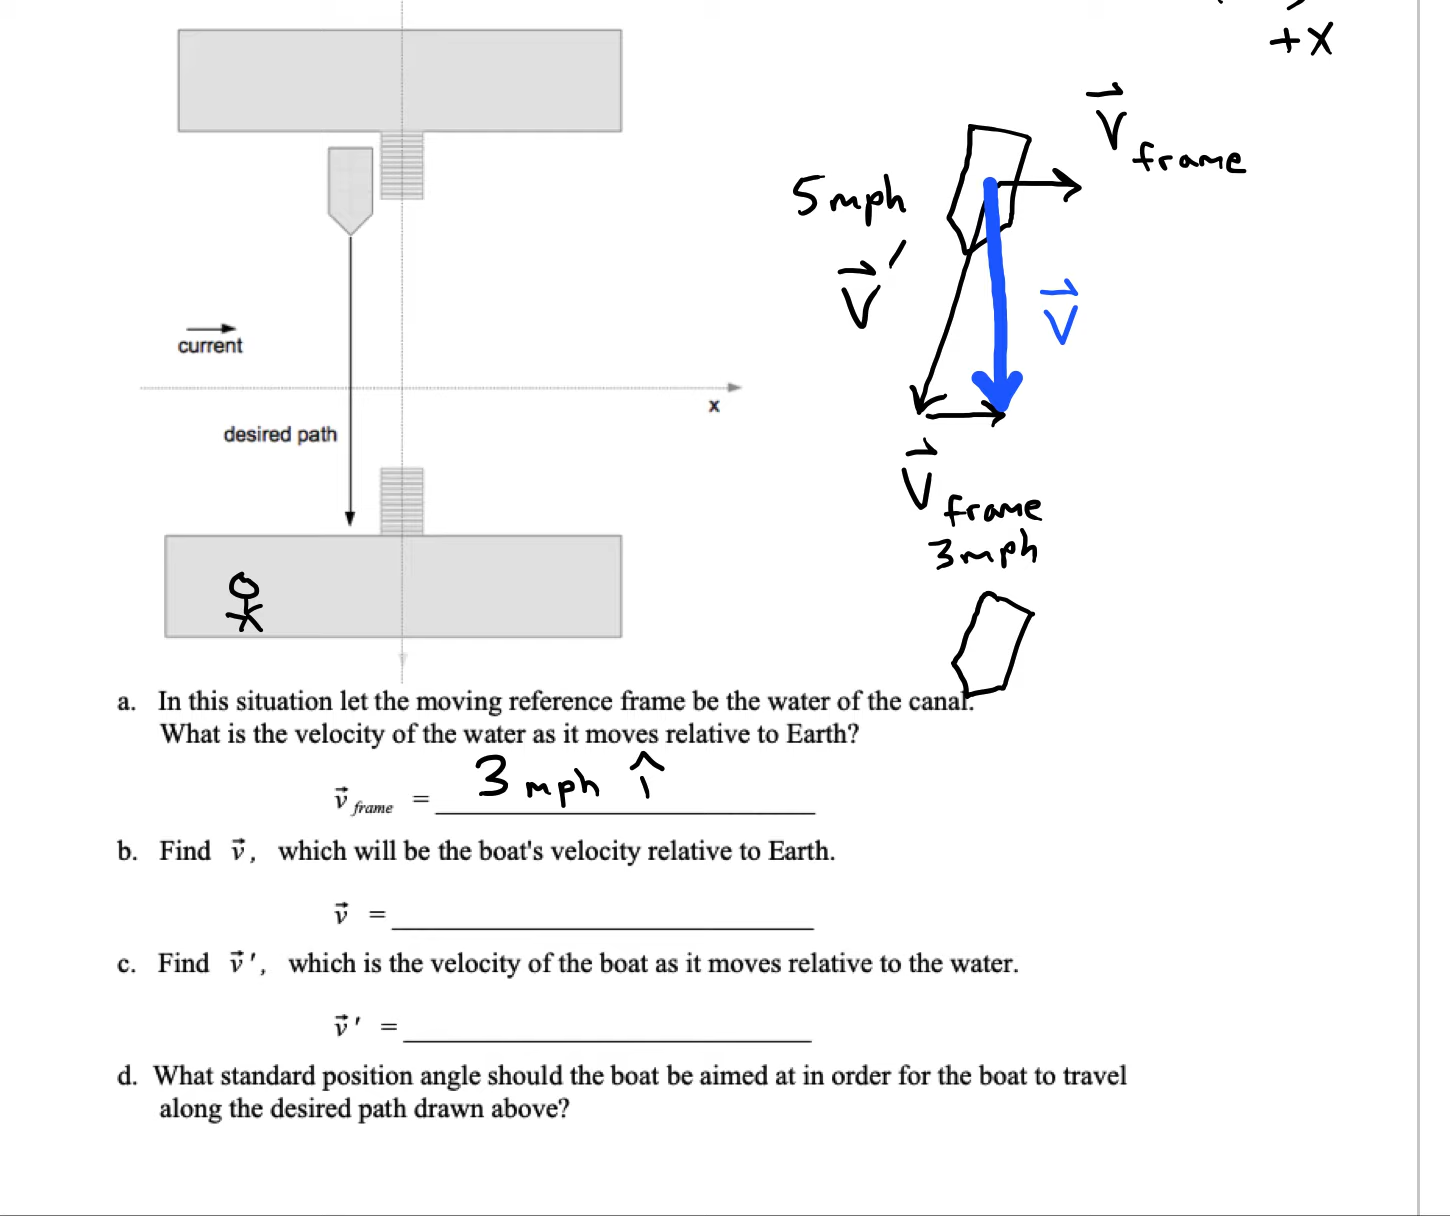 +X
v⃗ frame
5 mph
v⃗ ′
v⃗
current
x
desired path
v⃗ frame
3 mph
a. In this situation let the moving reference frame be the water of the canal.
What is the velocity of the water as it moves relative to Earth?
v⃗ frame = 3 mph î
b. Find v⃗, which will be the boat's velocity relative to Earth.
v⃗ =
c. Find v⃗ ′, which is the velocity of the boat as it moves relative to the water.
v⃗ ′ =
d. What standard position angle should the boat be aimed at in order for the boat to travel
along the desired path drawn above?